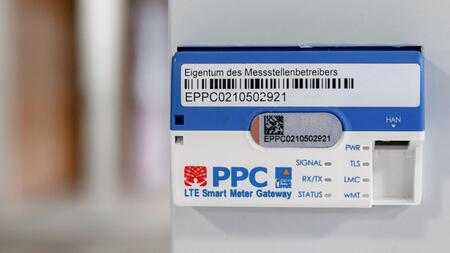 Eigentum des Messstellenbetreibers
EPPC0210502921
EPPC0210502921
HAN
PWR
SIGNAL TLS
RX/TX LMC
STATUS wMT
PPC
LTE Smart Meter Gateway